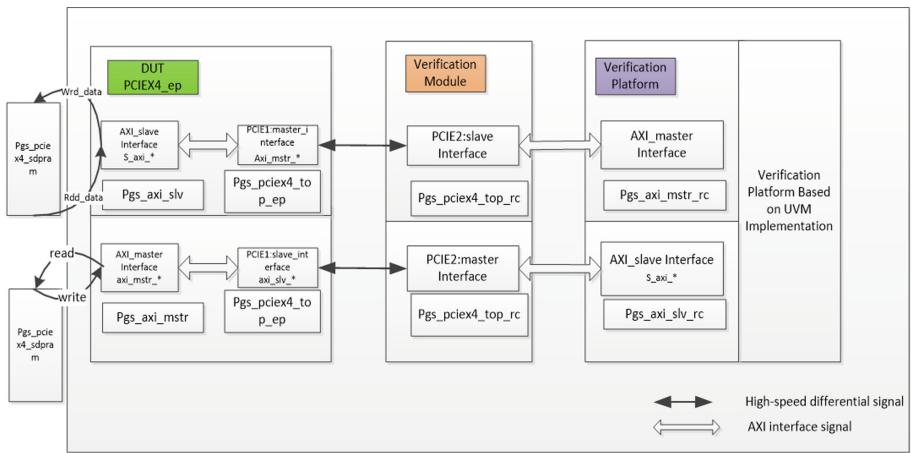 DUT
PCIEX4_ep
Verification
Module
Verification
Platform
Wrd_data
Pgs_pcie
x4_sdpra
m
AXI_slave
Interface
S_axi_*
PCIE1:master_i
nterface
Axi_mstr_*
PCIE2:slave
Interface
AXI_master
Interface
Rdd_data
Pgs_axi_slv
Pgs_pciex4_to
p_ep
Pgs_pciex4_top_rc
Pgs_axi_mstr_rc
Verification
Platform Based
on UVM
Implementation
read
write
AXI_master
Interface
axi_mstr_*
PCIE1:slave_int
erface
axi_slv_*
PCIE2:master
Interface
AXI_slave Interface
S_axi_*
Pgs_pcie
x4_sdpra
m
Pgs_axi_mstr
Pgs_pciex4_to
p_ep
Pgs_pciex4_top_rc
Pgs_axi_slv_rc
High-speed differential signal
AXI interface signal